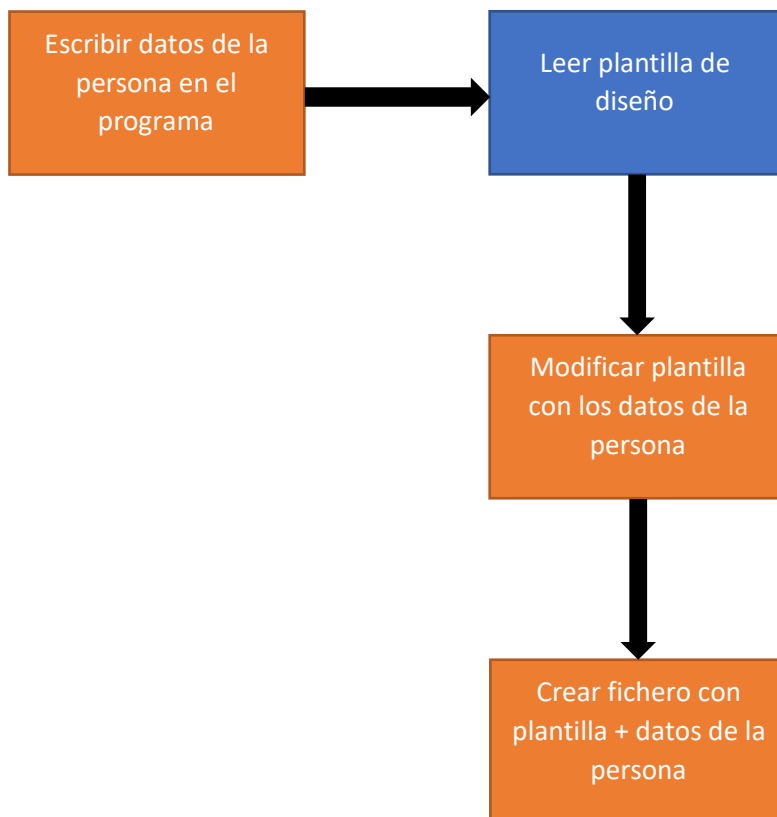 Escribir datos de la
persona en el
programa
Leer plantilla de
diseño
Modificar plantilla
con los datos de la
persona
Crear fichero con
plantilla + datos de la
persona